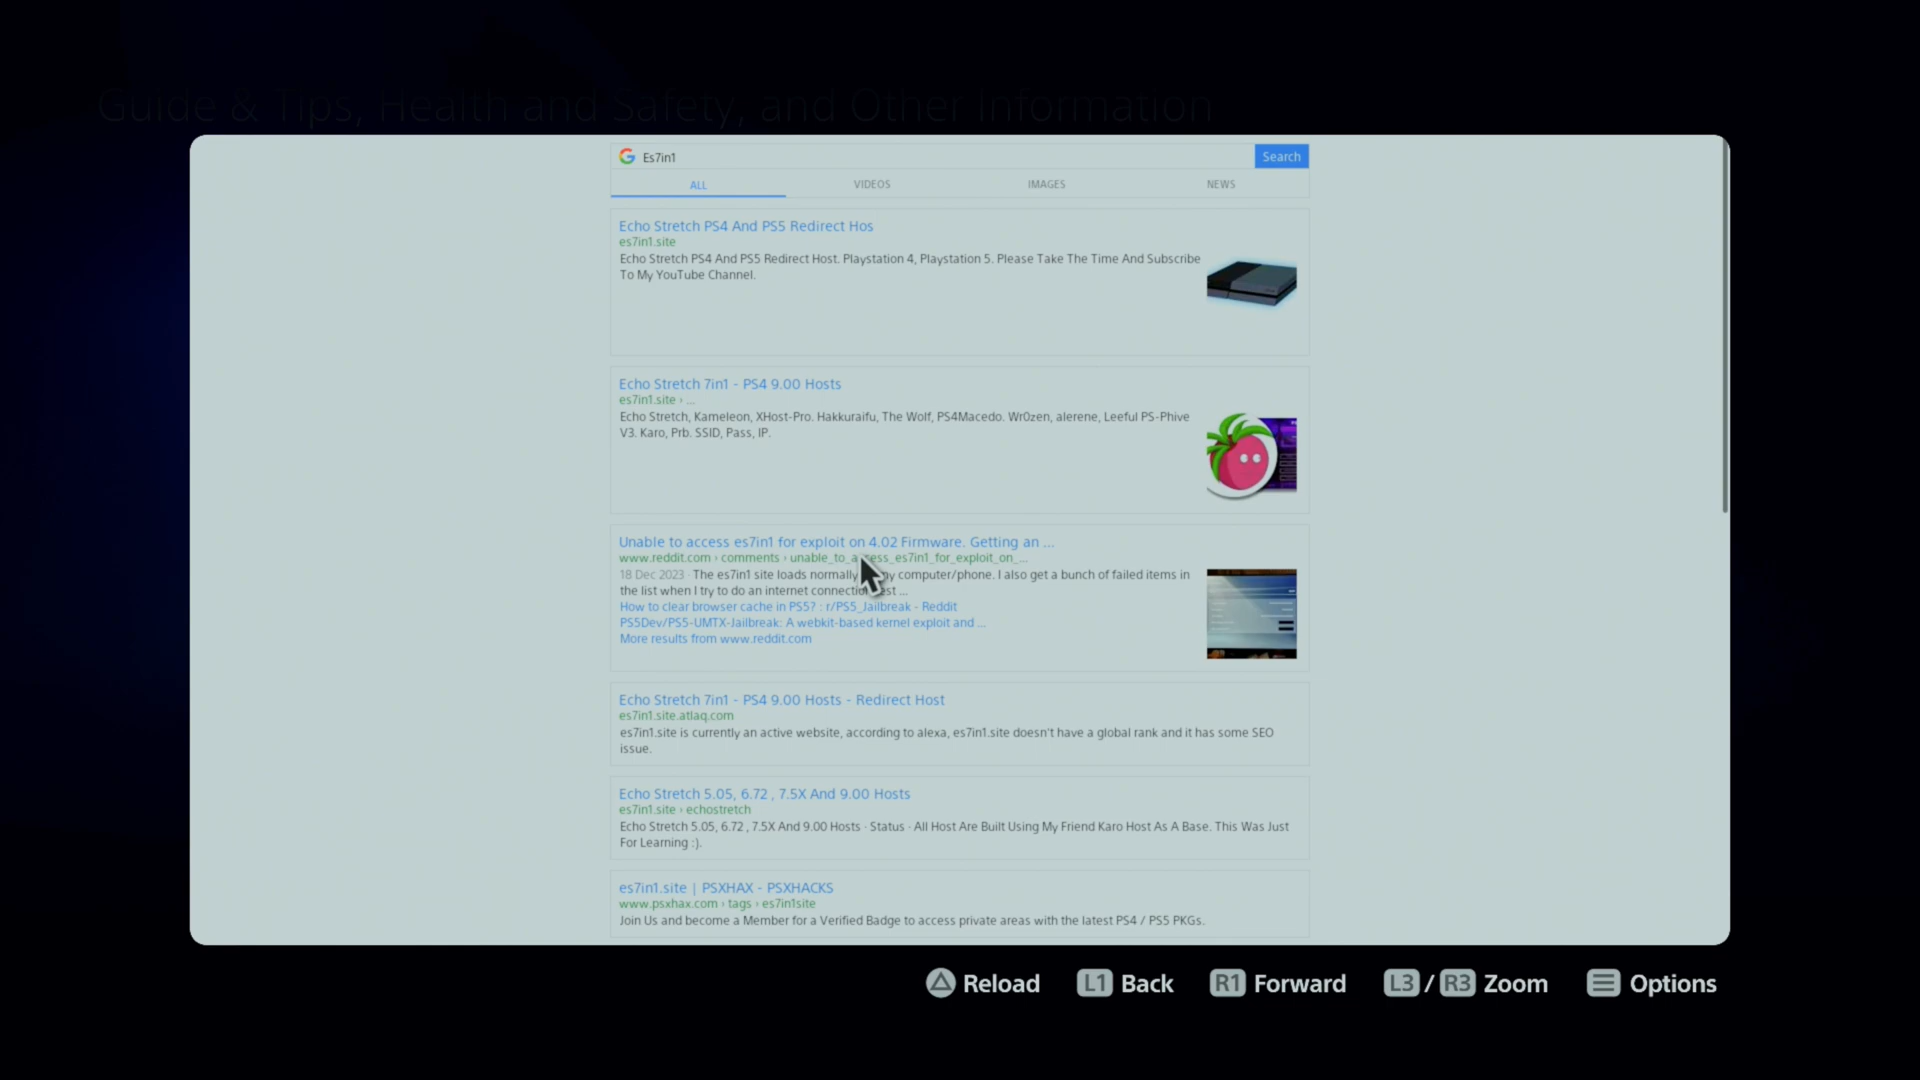 Guide & Tips, Health and Safety, and Other Information
Es7in1
Search
ALL
VIDEOS
IMAGES
NEWS
Echo Stretch PS4 And PS5 Redirect Hos
es7in1.site
Echo Stretch PS4 And PS5 Redirect Host. Playstation 4, Playstation 5. Please Take The Time And Subscribe
To My YouTube Channel.
Echo Stretch 7in1 - PS4 9.00 Hosts
es7in1.site › ...
Echo Stretch, Kameleon, XHost-Pro. Hakkuraifu, The Wolf, PS4Macedo. Wr0zen, alerene, Leeful PS-Phive
V3. Karo, Prb. SSID, Pass, IP.
Unable to access es7in1 for exploit on 4.02 Firmware. Getting an ...
www.reddit.com › comments › unable_to_access_es7in1_for_exploit_on_...
18 Dec 2023 · The es7in1 site loads normally computer/phone. I also get a bunch of failed items in
the list when I try to do an internet connection test ...
How to clear browser cache in PS5? : r/PS5_Jailbreak - Reddit
PS5Dev/PS5-UMTX-Jailbreak: A webkit-based kernel exploit and ...
More results from www.reddit.com
Echo Stretch 7in1 - PS4 9.00 Hosts - Redirect Host
es7in1.site.atlaq.com
es7in1.site is currently an active website, according to alexa, es7in1.site doesn't have a global rank and it has some SEO
issue.
Echo Stretch 5.05, 6.72 , 7.5X And 9.00 Hosts
es7in1.site › echostretch
Echo Stretch 5.05, 6.72 , 7.5X And 9.00 Hosts · Status · All Host Are Built Using My Friend Karo Host As A Base. This Was Just
For Learning :).
es7in1.site | PSXHAX - PSXHACKS
www.psxhax.com › tags › es7in1site
Join Us and become a Member for a Verified Badge to access private areas with the latest PS4 / PS5 PKGs.
Reload L1 Back R1 Forward L3 / R3 Zoom Options